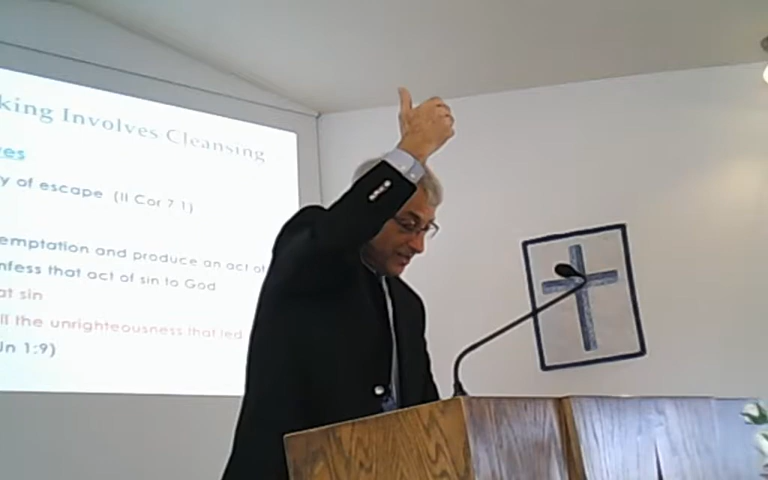 king Involves Cleansing
es
y of escape (II Cor 7:1)
emptation and produce an act of
nfess that act of sin to God
at sin
ll the unrighteousness that led
Jn 1:9)